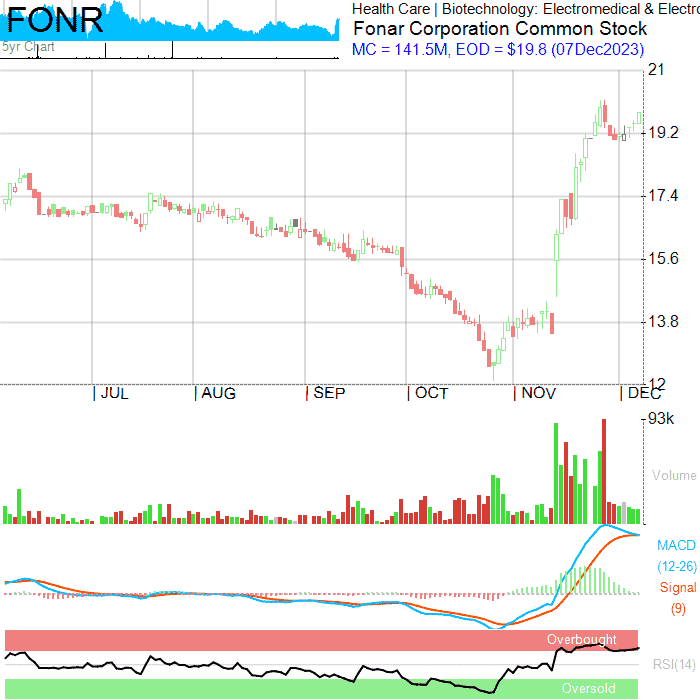 FONR
5yr Chart
Health Care | Biotechnology: Electromedical & Electro
Fonar Corporation Common Stock
MC = 141.5M, EOD = $19.8 (07Dec2023)
21
19.2
17.4
15.6
13.8
12
JUL
AUG
SEP
OCT
NOV
DEC
93k
Volume
MACD
(12-26)
Signal
(9)
Overbought
RSI(14)
Oversold